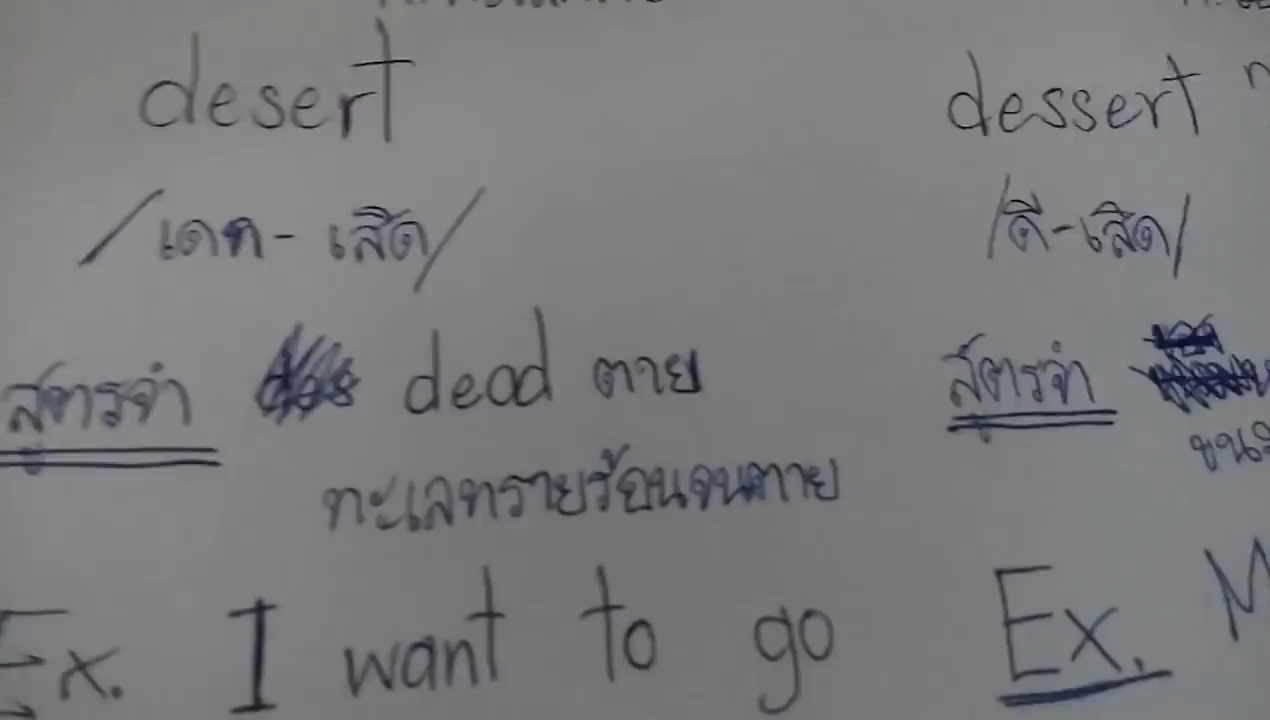 desert
dessert
/เดท-เสิด/
/ดี-เสิด/
สูตรจำ dead ตาย
สูตรจำ
ทะเลทรายร้อนจนตาย
Ex. I want to go
Ex. M